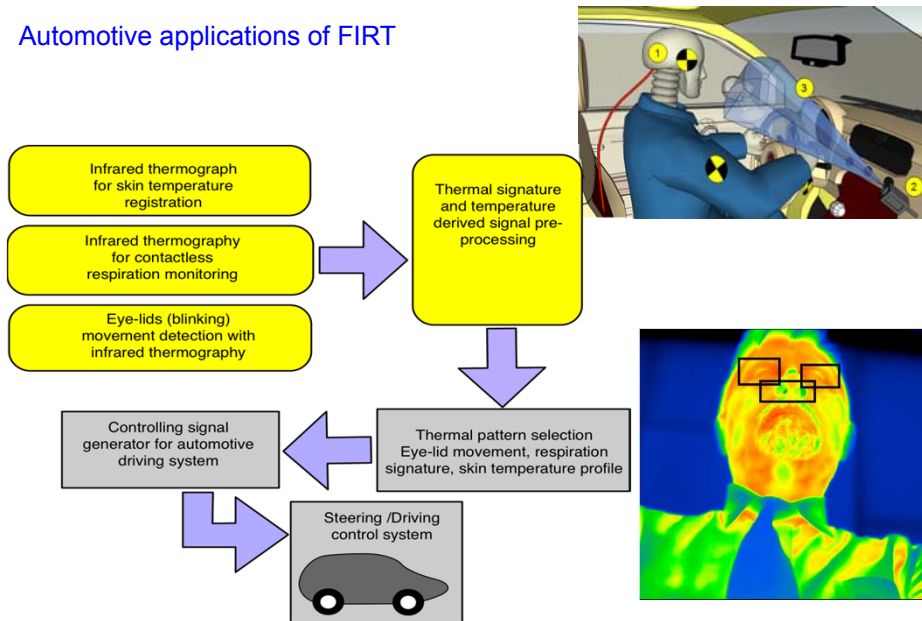 Automotive applications of FIRT
1
3
2
Infrared thermograph
for skin temperature
registration
Infrared thermography
for contactless
respiration monitoring
Eye-lids (blinking)
movement detection with
infrared thermography
Thermal signature
and temperature
derived signal pre-
processing
Thermal pattern selection
Eye-lid movement, respiration
signature, skin temperature profile
Controlling signal
generator for automotive
driving system
Steering /Driving
control system